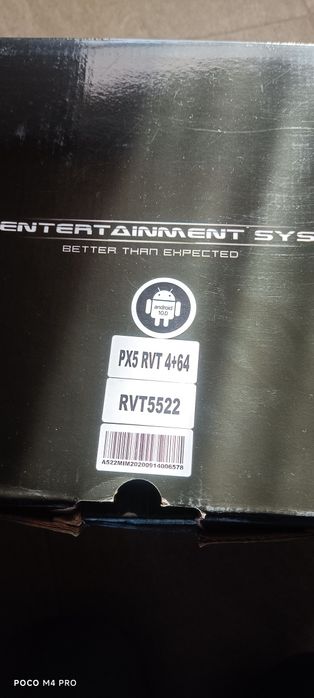 ENTERTAINMENT SYS
BETTER THAN EXPECTED
android
10.0
PX5 RVT 4+64
RVT5522
A522MIM20200914006578
POCO M4 PRO